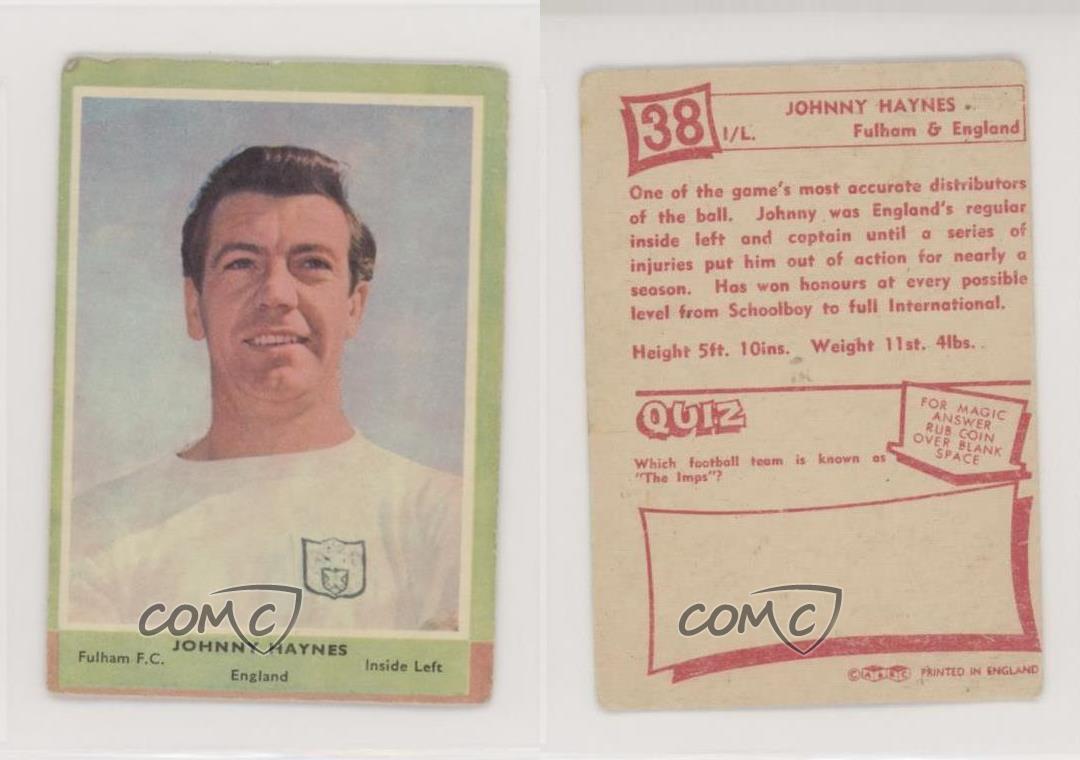 COMC
JOHNNY HAYNES
Fulham F.C.
England
Inside Left
38
JOHNNY HAYNES
I/L.
Fulham & England
One of the game's most accurate distributors
of the ball. Johnny was England's regular
inside left and captain until a series of
injuries put him out of action for nearly a
season. Has won honours at every possible
level from Schoolboy to full International.
Height 5ft. 10ins. Weight 11st. 4lbs.
QUIZ
FOR MAGIC
ANSWER
RUB COIN
OVER BLANK
SPACE
Which football team is known as
"The Imps"?
COMC
© A&BC PRINTED IN ENGLAND